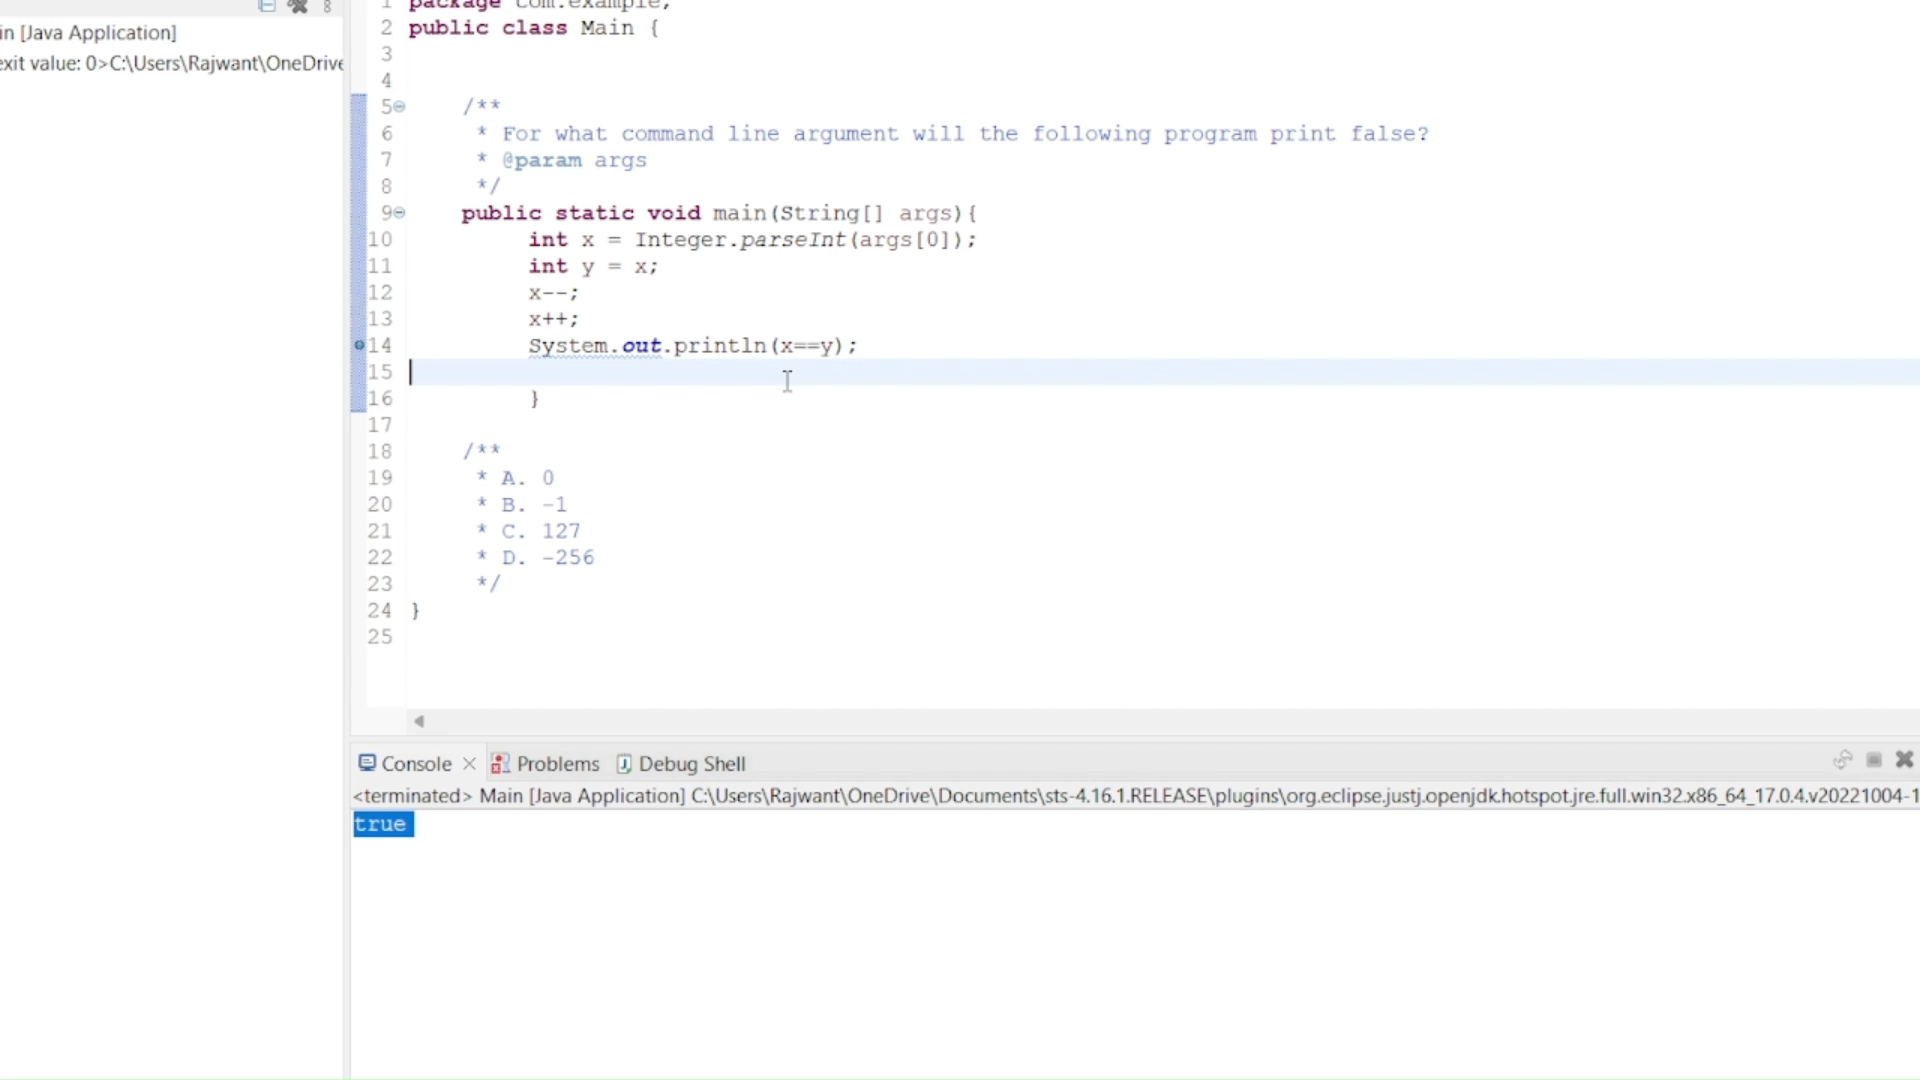 in [Java Application]
exit value: 0>C:\Users\Rajwant\OneDrive
1 package com.example;
2 public class Main {
3
4
5 /**
6 * For what command line argument will the following program print false?
7 * @param args
8 */
9 public static void main(String[] args){
10 int x = Integer.parseInt(args[0]);
11 int y = x;
12 x--;
13 x++;
14 System.out.println(x==y);
15
16 }
17
18 /**
19 * A. 0
20 * B. -1
21 * C. 127
22 * D. -256
23 */
24 }
25
Console Problems Debug Shell
<terminated> Main [Java Application] C:\Users\Rajwant\OneDrive\Documents\sts-4.16.1.RELEASE\plugins\org.eclipse.justj.openjdk.hotspot.jre.full.win32.x86_64_17.0.4.v20221004-1
true